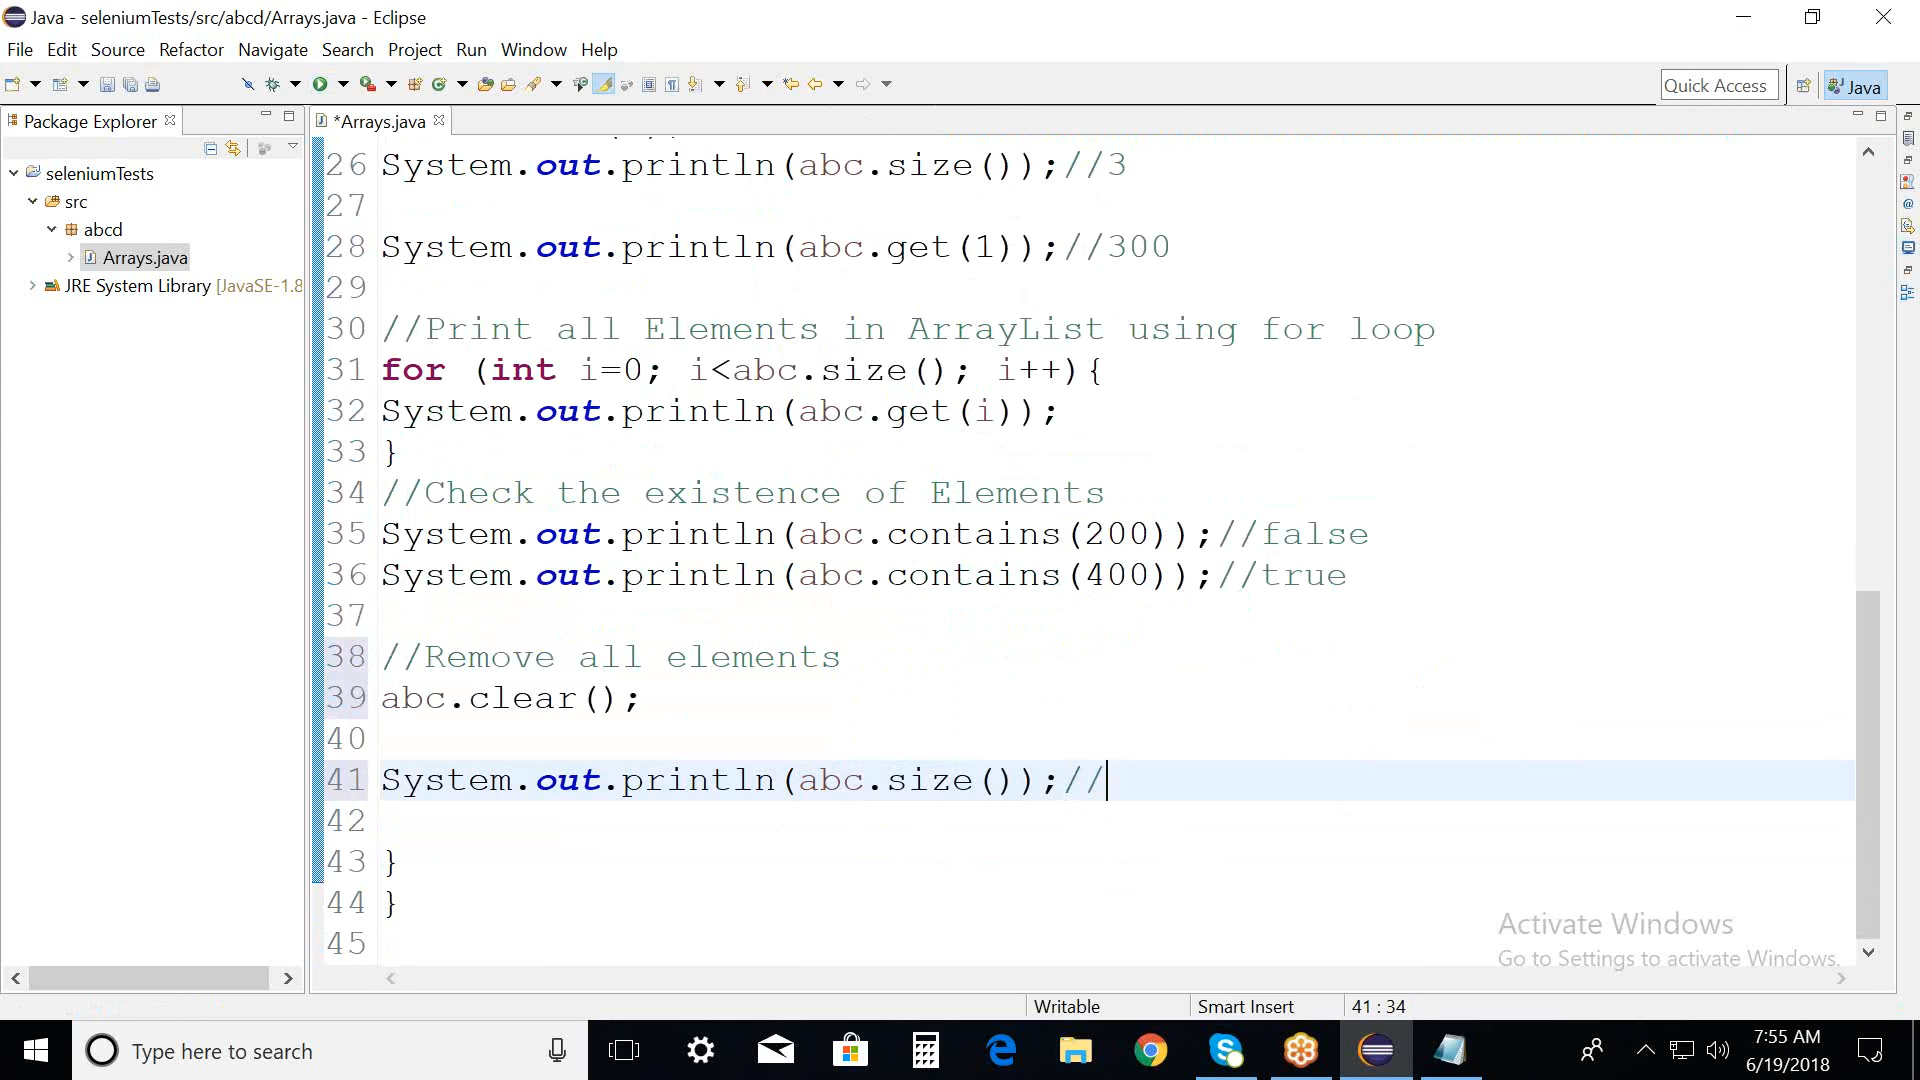 Java - seleniumTests/src/abcd/Arrays.java - Eclipse
File Edit Source Refactor Navigate Search Project Run Window Help
Quick Access
Java
Package Explorer
*Arrays.java
seleniumTests
src
abcd
Arrays.java
JRE System Library [JavaSE-1.8
26 System.out.println(abc.size());//3
27
28 System.out.println(abc.get(1));//300
29
30 //Print all Elements in ArrayList using for loop
31 for (int i=0; i<abc.size(); i++){
32 System.out.println(abc.get(i));
33 }
34 //Check the existence of Elements
35 System.out.println(abc.contains(200));//false
36 System.out.println(abc.contains(400));//true
37
38 //Remove all elements
39 abc.clear();
40
41 System.out.println(abc.size());//
42
43 }
44 }
45
Activate Windows
Go to Settings to activate Windows.
Writable
Smart Insert
41 : 34
Type here to search
7:55 AM
6/19/2018